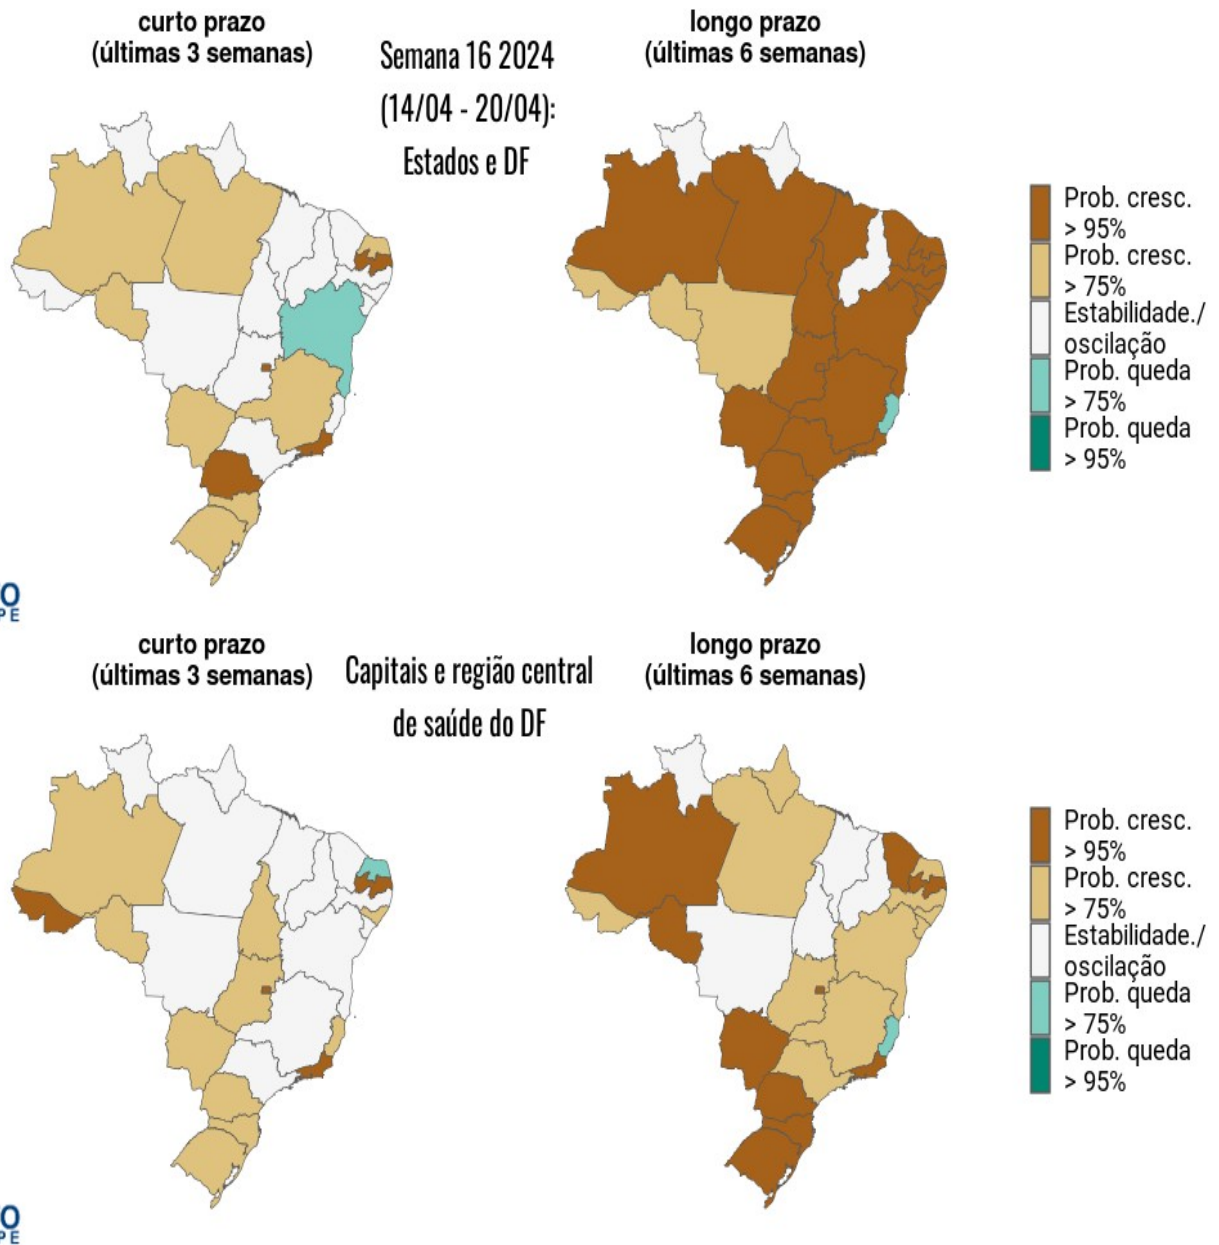 curto prazo
(últimas 3 semanas)
Semana 16 2024
(14/04 - 20/04):
Estados e DF
longo prazo
(últimas 6 semanas)
Prob. cresc.
> 95%
Prob. cresc.
> 75%
Estabilidade./
oscilação
Prob. queda
> 75%
Prob. queda
> 95%
O
PE
curto prazo
(últimas 3 semanas)
Capitais e região central
de saúde do DF
longo prazo
(últimas 6 semanas)
Prob. cresc.
> 95%
Prob. cresc.
> 75%
Estabilidade./
oscilação
Prob. queda
> 75%
Prob. queda
> 95%
O
PE